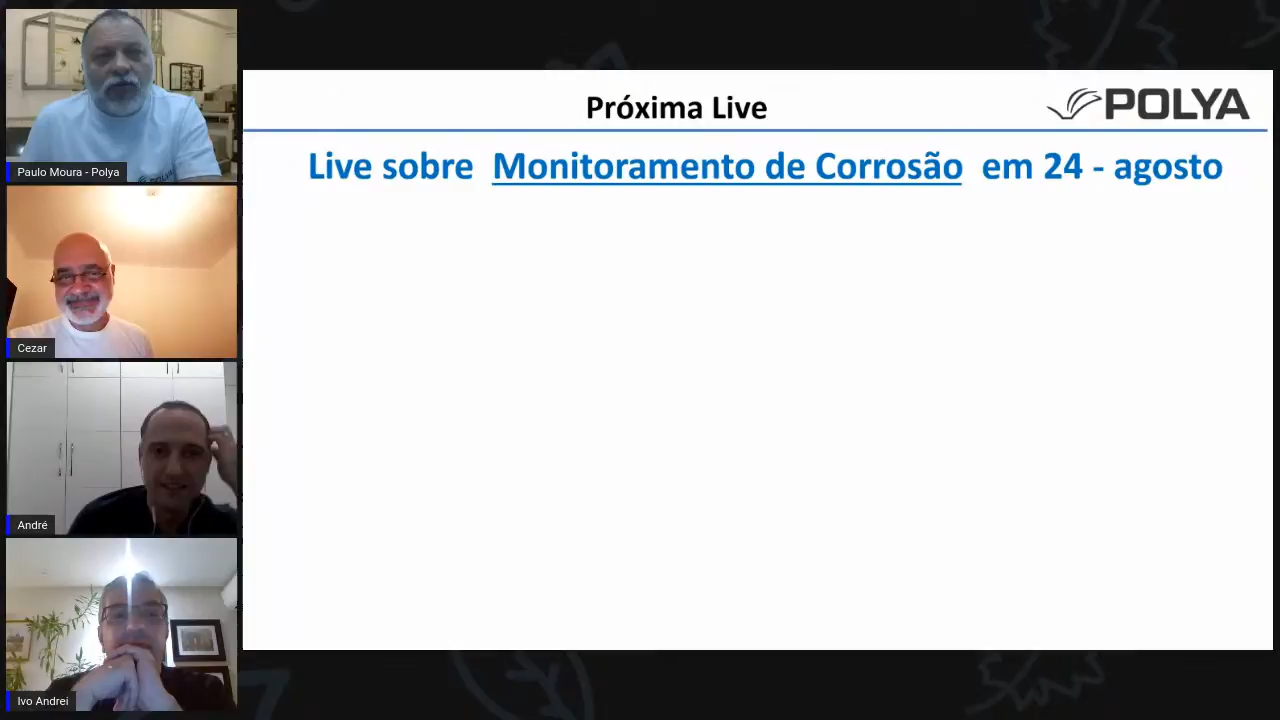 Paulo Moura - Polya
Cezar
André
Ivo Andrei
Próxima Live
POLYA
Live sobre Monitoramento de Corrosão em 24 - agosto